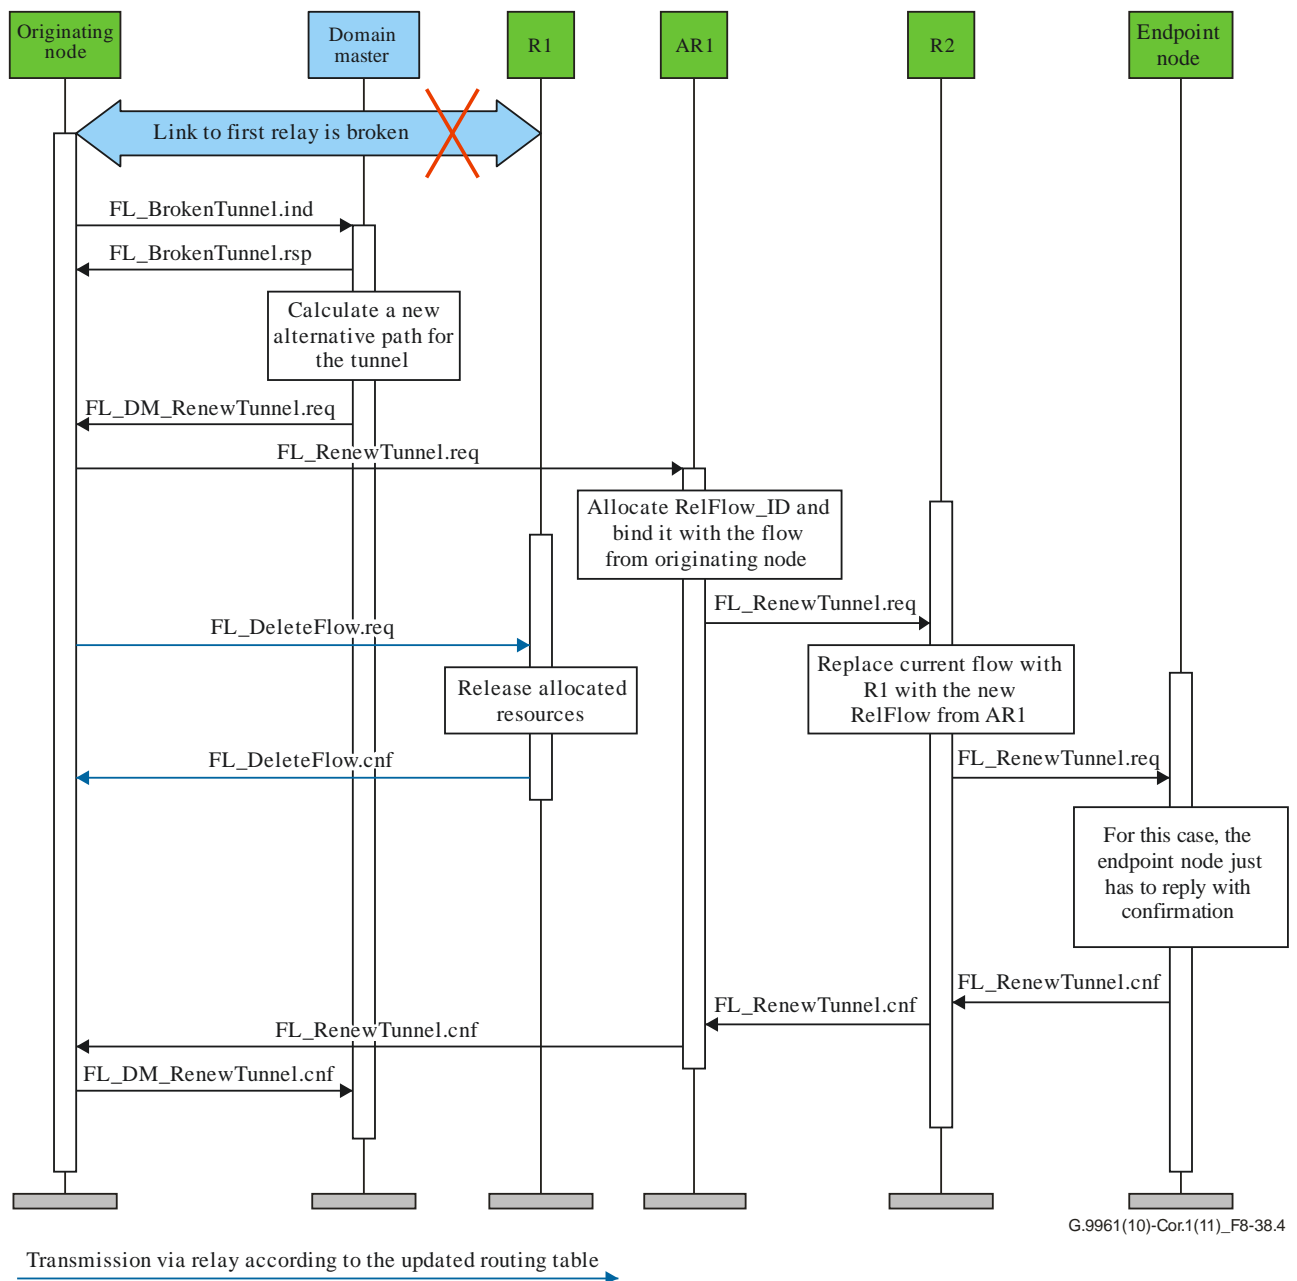 Originating
node
Domain
master
R1
AR1
R2
Endpoint
node
Link to first relay is broken
FL_BrokenTunnel.ind
FL_BrokenTunnel.rsp
Calculate a new
alternative path for
the tunnel
FL_DM_RenewTunnel.req
FL_RenewTunnel.req
Allocate RelFlow_ID and
bind it with the flow
from originating node
FL_RenewTunnel.req
FL_DeleteFlow.req
Replace current flow with
R1 with the new
RelFlow from AR1
Release allocated
resources
FL_DeleteFlow.cnf
FL_RenewTunnel.req
For this case, the
endpoint node just
has to reply with
confirmation
FL_RenewTunnel.cnf
FL_RenewTunnel.cnf
FL_RenewTunnel.cnf
FL_DM_RenewTunnel.cnf
G.9961(10)-Cor.1(11)_F8-38.4
Transmission via relay according to the updated routing table